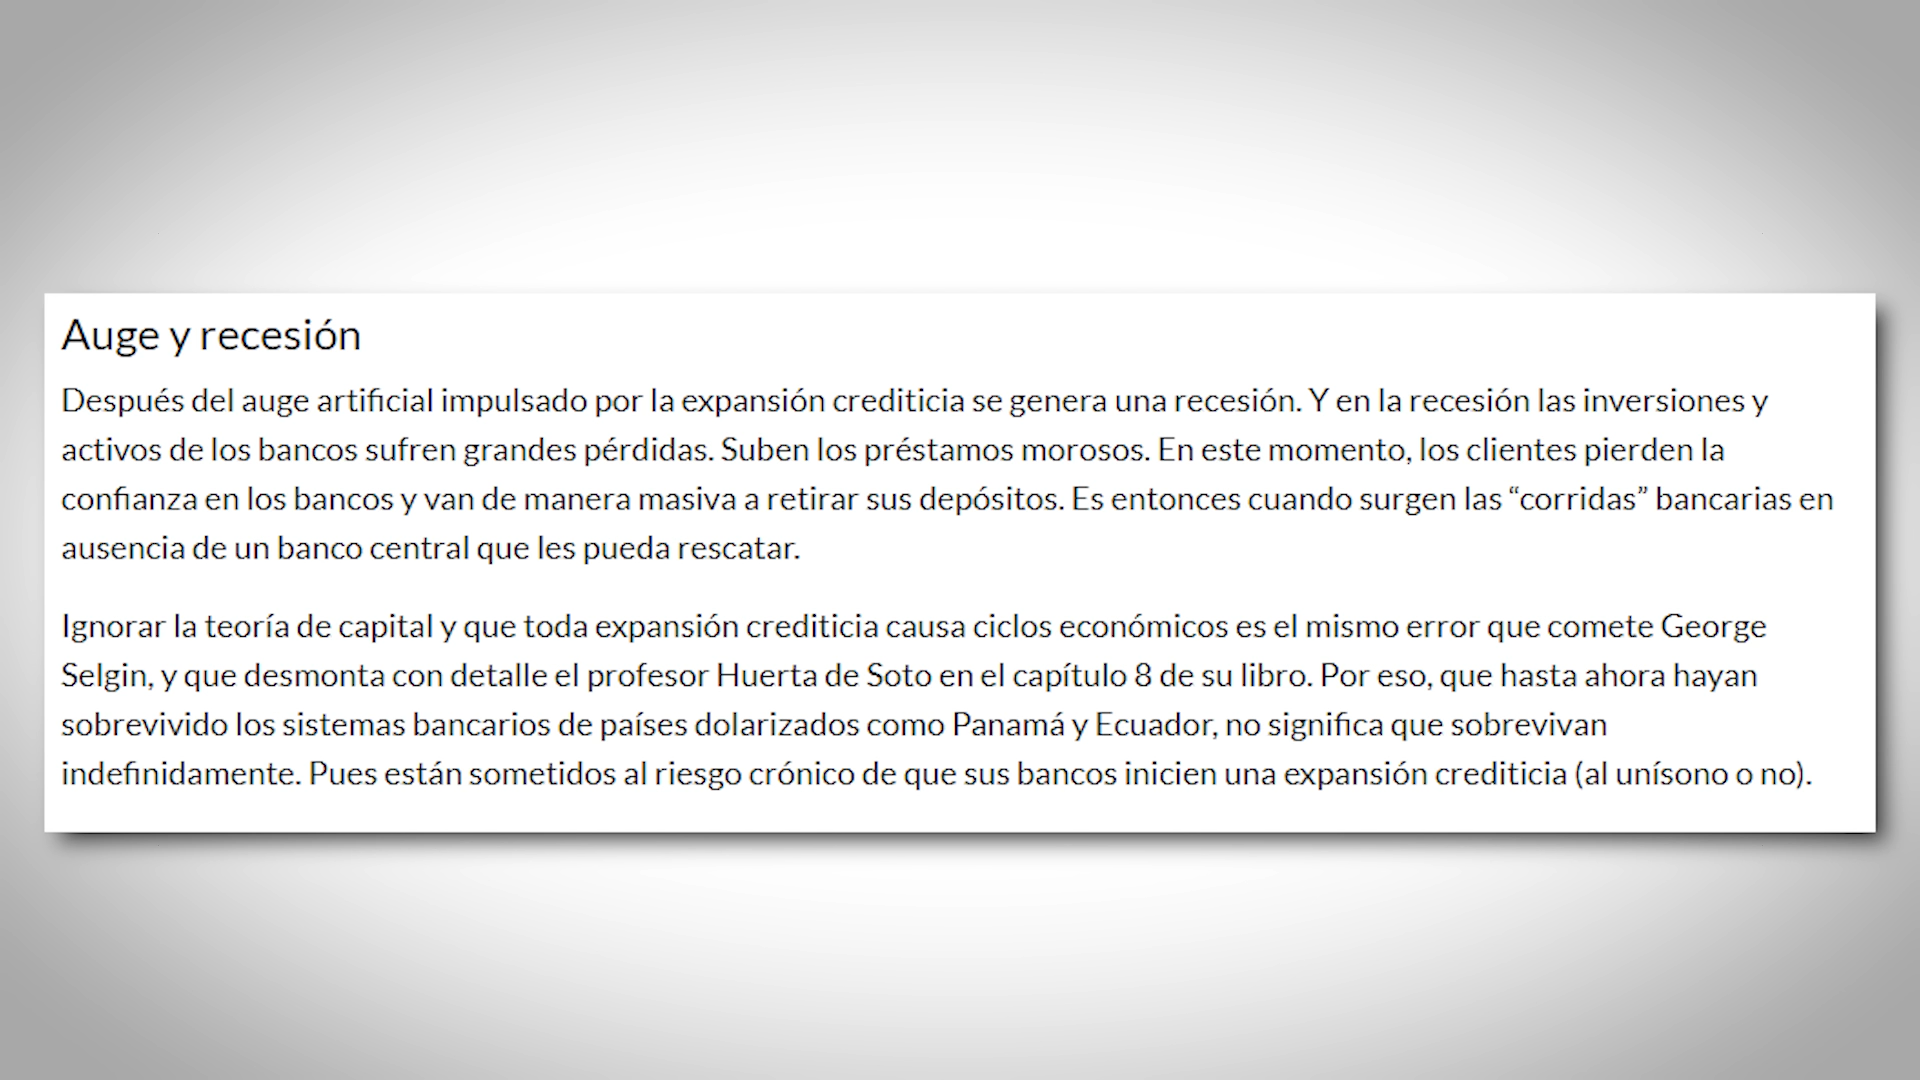 Auge y recesión
Después del auge artificial impulsado por la expansión crediticia se genera una recesión. Y en la recesión las inversiones y
activos de los bancos sufren grandes pérdidas. Suben los préstamos morosos. En este momento, los clientes pierden la
confianza en los bancos y van de manera masiva a retirar sus depósitos. Es entonces cuando surgen las “corridas” bancarias en
ausencia de un banco central que les pueda rescatar.
Ignorar la teoría de capital y que toda expansión crediticia causa ciclos económicos es el mismo error que comete George
Selgin, y que desmonta con detalle el profesor Huerta de Soto en el capítulo 8 de su libro. Por eso, que hasta ahora hayan
sobrevivido los sistemas bancarios de países dolarizados como Panamá y Ecuador, no significa que sobrevivan
indefinidamente. Pues están sometidos al riesgo crónico de que sus bancos inicien una expansión crediticia (al unísono o no).